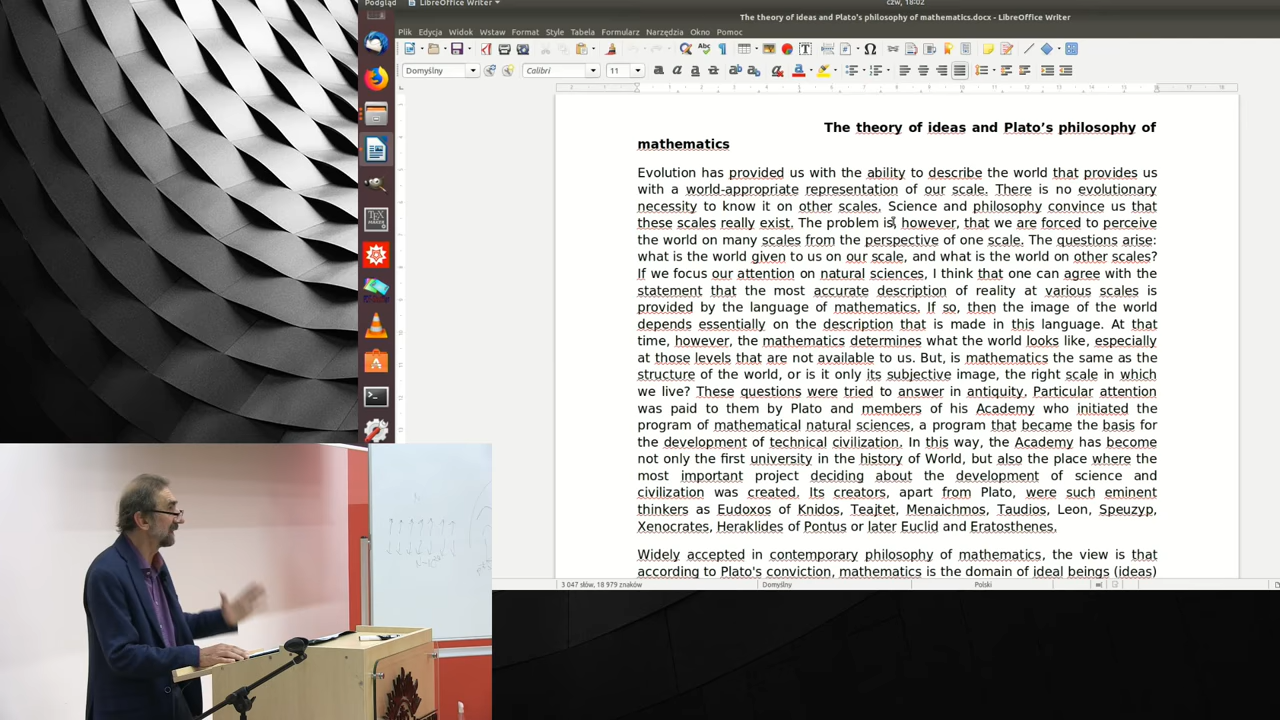 Podgląd LibreOffice Writer czw, 18:02
The theory of ideas and Plato's philosophy of mathematics.docx - LibreOffice Writer
Plik Edycja Widok Wstaw Format Style Tabela Formularz Narzędzia Okno Pomoc
Domyślny Calibri 11
The theory of ideas and Plato’s philosophy of
mathematics
Evolution has provided us with the ability to describe the world that provides us
with a world-appropriate representation of our scale. There is no evolutionary
necessity to know it on other scales. Science and philosophy convince us that
these scales really exist. The problem is, however, that we are forced to perceive
the world on many scales from the perspective of one scale. The questions arise:
what is the world given to us on our scale, and what is the world on other scales?
If we focus our attention on natural sciences, I think that one can agree with the
statement that the most accurate description of reality at various scales is
provided by the language of mathematics. If so, then the image of the world
depends essentially on the description that is made in this language. At that
time, however, the mathematics determines what the world looks like, especially
at those levels that are not available to us. But, is mathematics the same as the
structure of the world, or is it only its subjective image, the right scale in which
we live? These questions were tried to answer in antiquity. Particular attention
was paid to them by Plato and members of his Academy who initiated the
program of mathematical natural sciences, a program that became the basis for
the development of technical civilization. In this way, the Academy has become
not only the first university in the history of World, but also the place where the
most important project deciding about the development of science and
civilization was created. Its creators, apart from Plato, were such eminent
thinkers as Eudoxos of Knidos, Teajtet, Menaichmos, Taudios, Leon, Speuzyp,
Xenocrates, Heraklides of Pontus or later Euclid and Eratosthenes.
Widely accepted in contemporary philosophy of mathematics, the view is that
according to Plato's conviction, mathematics is the domain of ideal beings (ideas)
3 047 słów, 18 979 znaków Domyślny Polski